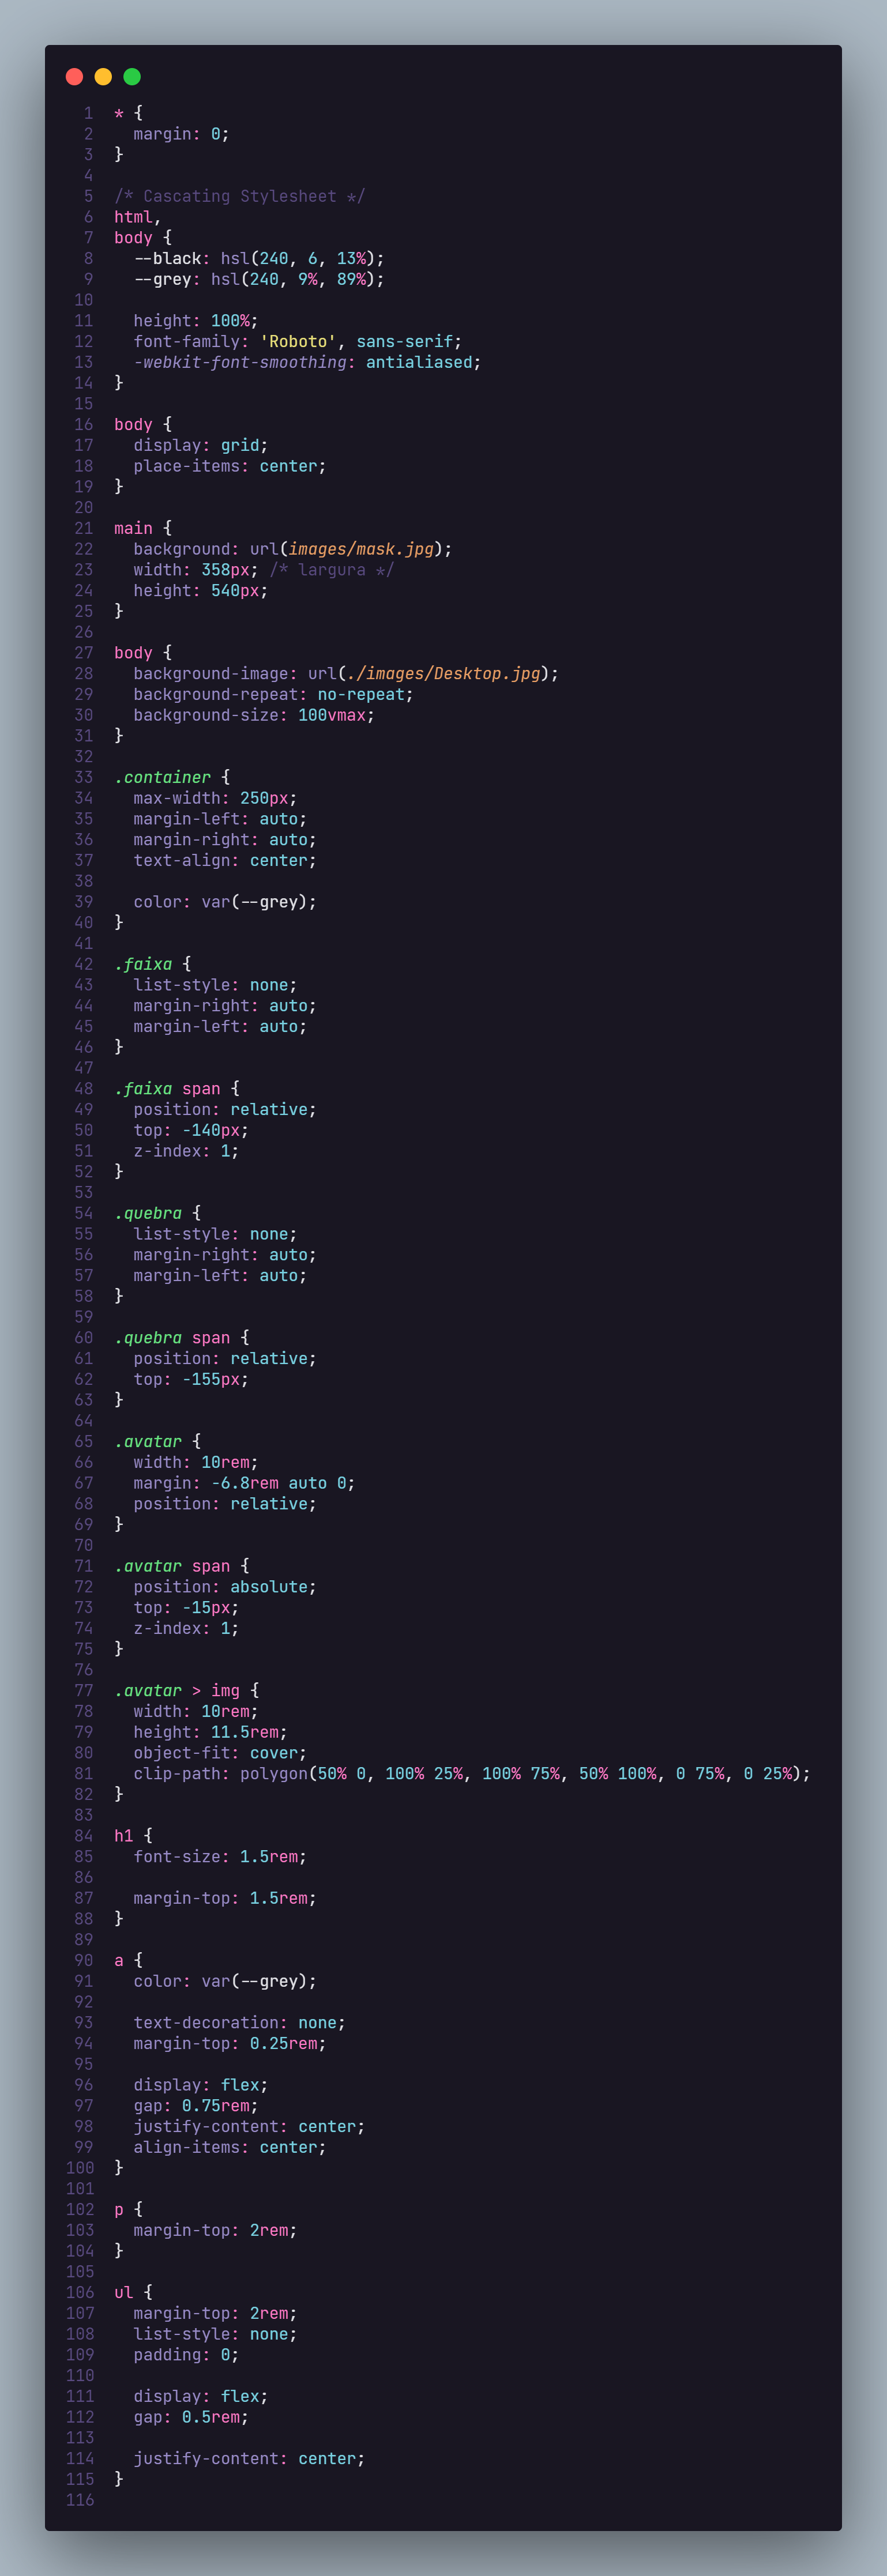 1 * {
2   margin: 0;
3 }
4
5 /* Cascating Stylesheet */
6 html,
7 body {
8   --black: hsl(240, 6, 13%);
9   --grey: hsl(240, 9%, 89%);
10
11   height: 100%;
12   font-family: 'Roboto', sans-serif;
13   -webkit-font-smoothing: antialiased;
14 }
15
16 body {
17   display: grid;
18   place-items: center;
19 }
20
21 main {
22   background: url(images/mask.jpg);
23   width: 358px; /* largura */
24   height: 540px;
25 }
26
27 body {
28   background-image: url(./images/Desktop.jpg);
29   background-repeat: no-repeat;
30   background-size: 100vmax;
31 }
32
33 .container {
34   max-width: 250px;
35   margin-left: auto;
36   margin-right: auto;
37   text-align: center;
38
39   color: var(--grey);
40 }
41
42 .faixa {
43   list-style: none;
44   margin-right: auto;
45   margin-left: auto;
46 }
47
48 .faixa span {
49   position: relative;
50   top: -140px;
51   z-index: 1;
52 }
53
54 .quebra {
55   list-style: none;
56   margin-right: auto;
57   margin-left: auto;
58 }
59
60 .quebra span {
61   position: relative;
62   top: -155px;
63 }
64
65 .avatar {
66   width: 10rem;
67   margin: -6.8rem auto 0;
68   position: relative;
69 }
70
71 .avatar span {
72   position: absolute;
73   top: -15px;
74   z-index: 1;
75 }
76
77 .avatar > img {
78   width: 10rem;
79   height: 11.5rem;
80   object-fit: cover;
81   clip-path: polygon(50% 0, 100% 25%, 100% 75%, 50% 100%, 0 75%, 0 25%);
82 }
83
84 h1 {
85   font-size: 1.5rem;
86
87   margin-top: 1.5rem;
88 }
89
90 a {
91   color: var(--grey);
92
93   text-decoration: none;
94   margin-top: 0.25rem;
95
96   display: flex;
97   gap: 0.75rem;
98   justify-content: center;
99   align-items: center;
100 }
101
102 p {
103   margin-top: 2rem;
104 }
105
106 ul {
107   margin-top: 2rem;
108   list-style: none;
109   padding: 0;
110
111   display: flex;
112   gap: 0.5rem;
113
114   justify-content: center;
115 }
116